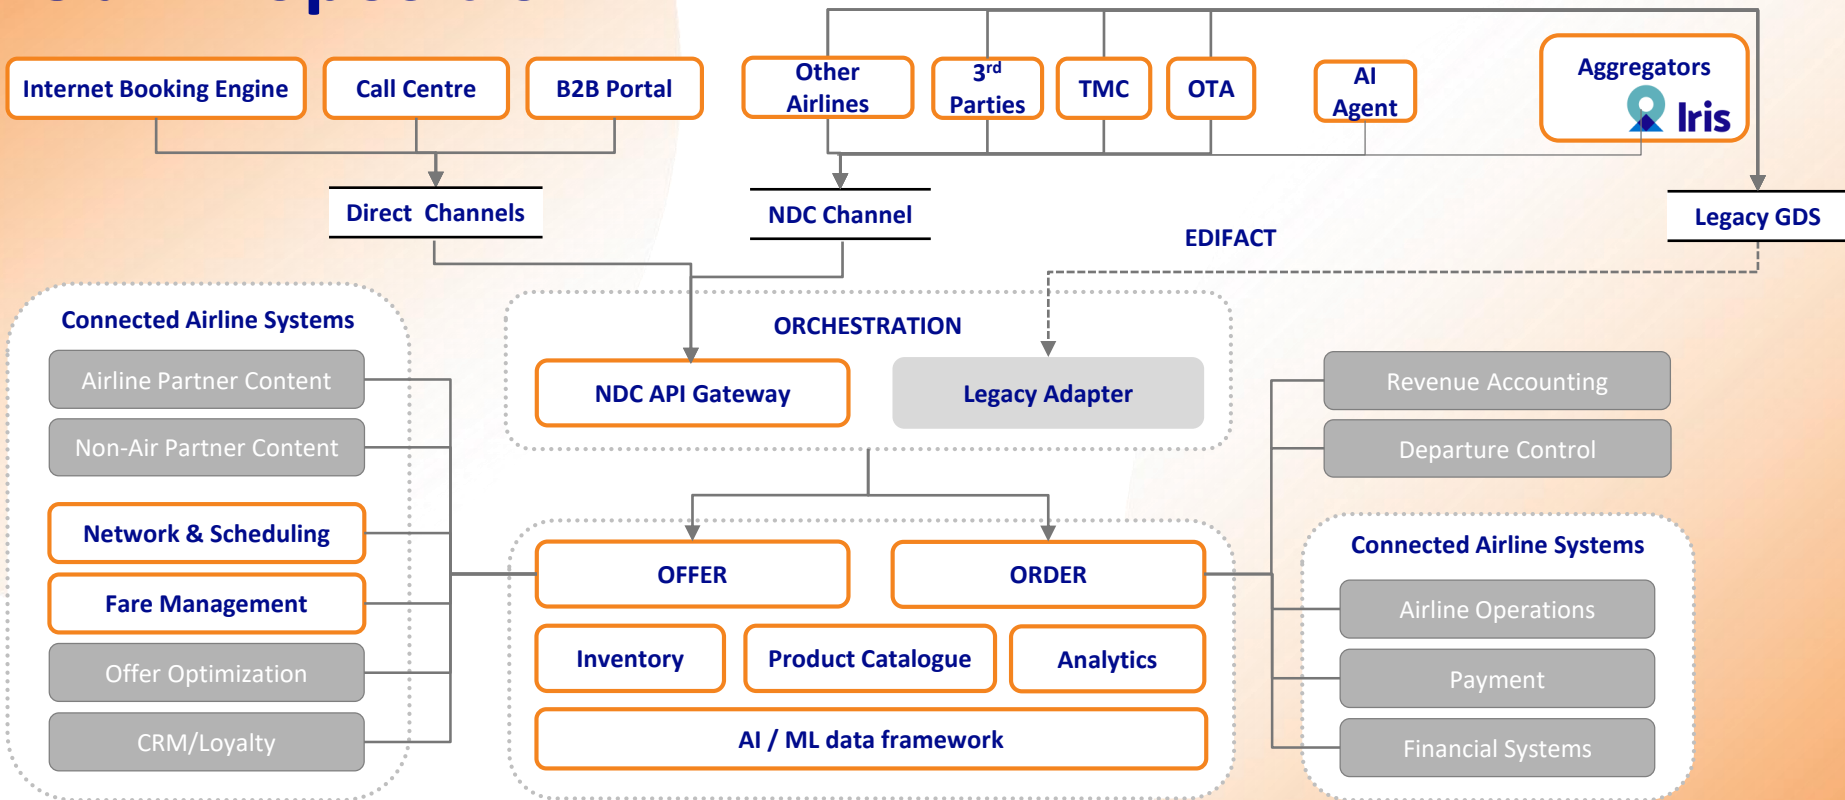 Internet Booking Engine
Call Centre
B2B Portal
Other
Airlines
3rd
Parties
TMC
OTA
AI
Agent
Aggregators
Iris
Direct Channels
NDC Channel
Legacy GDS
EDIFACT
Connected Airline Systems
Airline Partner Content
Non-Air Partner Content
Network & Scheduling
Fare Management
Offer Optimization
CRM/Loyalty
ORCHESTRATION
NDC API Gateway
Legacy Adapter
OFFER
ORDER
Inventory
Product Catalogue
Analytics
AI / ML data framework
Revenue Accounting
Departure Control
Connected Airline Systems
Airline Operations
Payment
Financial Systems